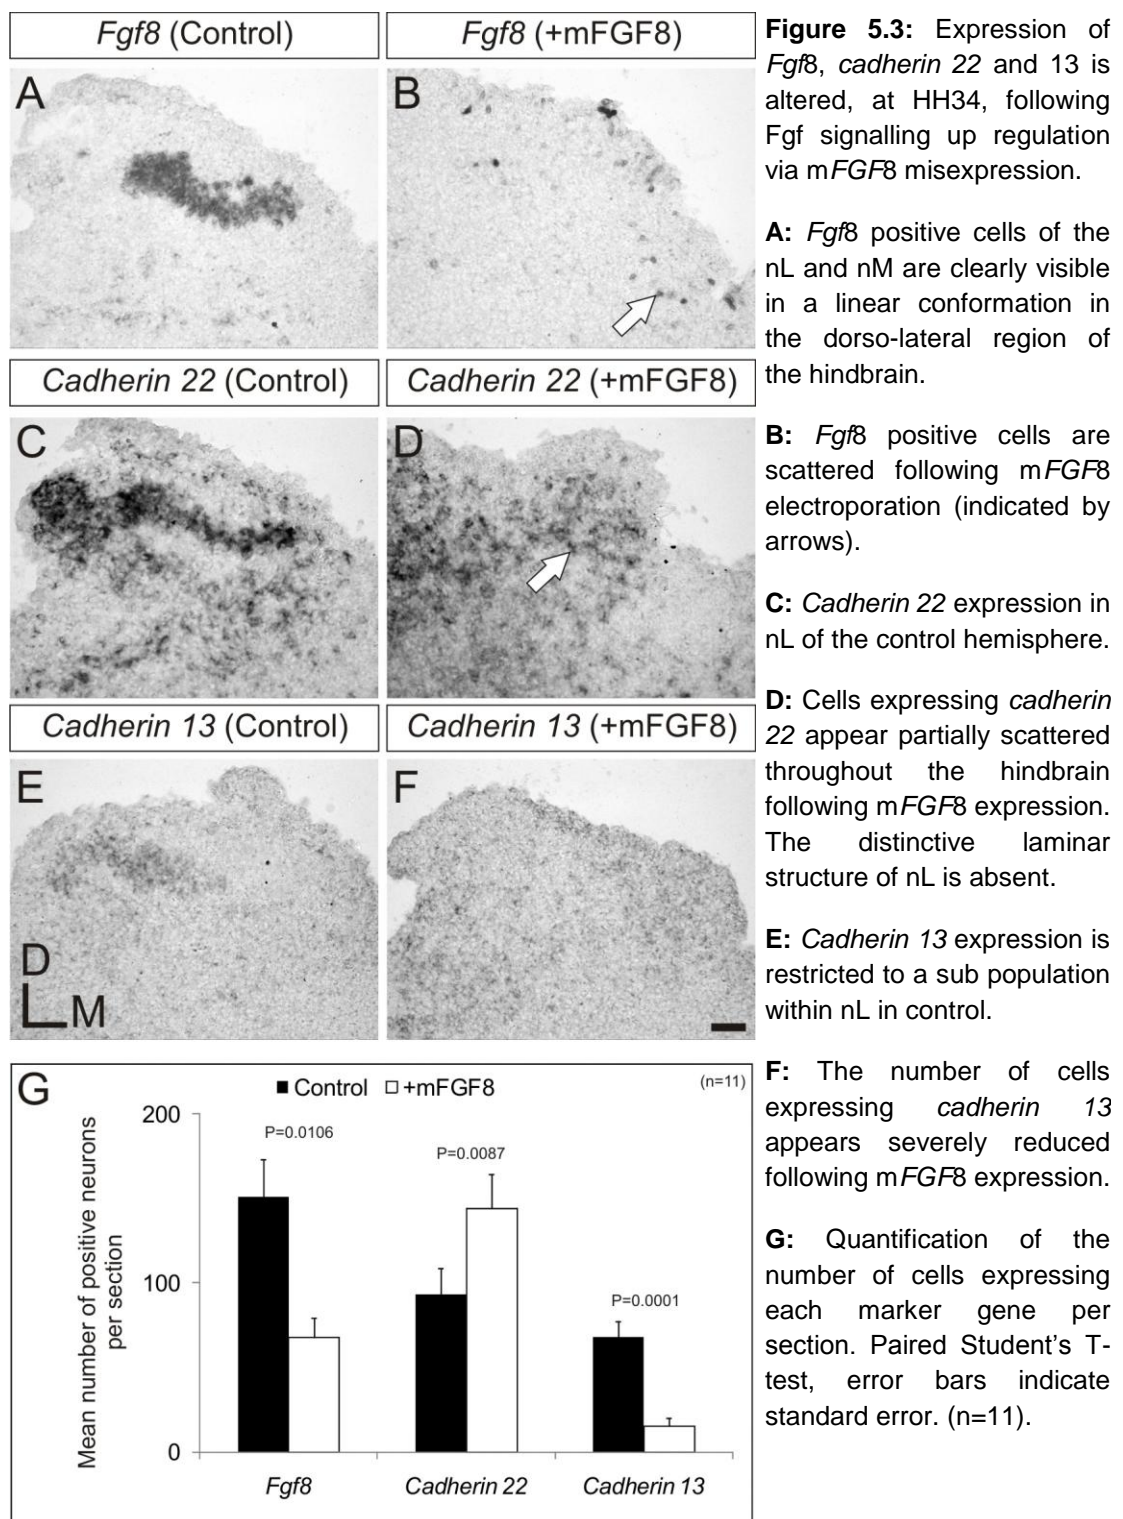 Fgf8 (Control)
Fgf8 (+mFGF8)
A
B
Cadherin 22 (Control)
Cadherin 22 (+mFGF8)
C
D
Cadherin 13 (Control)
Cadherin 13 (+mFGF8)
E
F
D
M
G
Control
+mFGF8
(n=11)
Mean number of positive neurons
per section
200
100
0
P=0.0106
P=0.0087
P=0.0001
Fgf8
Cadherin 22
Cadherin 13
Figure 5.3: Expression of
Fgf8, cadherin 22 and 13 is
altered, at HH34, following
Fgf signalling up regulation
via mFGF8 misexpression.
A: Fgf8 positive cells of the
nL and nM are clearly visible
in a linear conformation in
the dorso-lateral region of
the hindbrain.
B: Fgf8 positive cells are
scattered following mFGF8
electroporation (indicated by
arrows).
C: Cadherin 22 expression in
nL of the control hemisphere.
D: Cells expressing cadherin
22 appear partially scattered
throughout the hindbrain
following mFGF8 expression.
The distinctive laminar
structure of nL is absent.
E: Cadherin 13 expression is
restricted to a sub population
within nL in control.
F: The number of cells
expressing cadherin 13
appears severely reduced
following mFGF8 expression.
G: Quantification of the
number of cells expressing
each marker gene per
section. Paired Student’s T-
test, error bars indicate
standard error. (n=11).